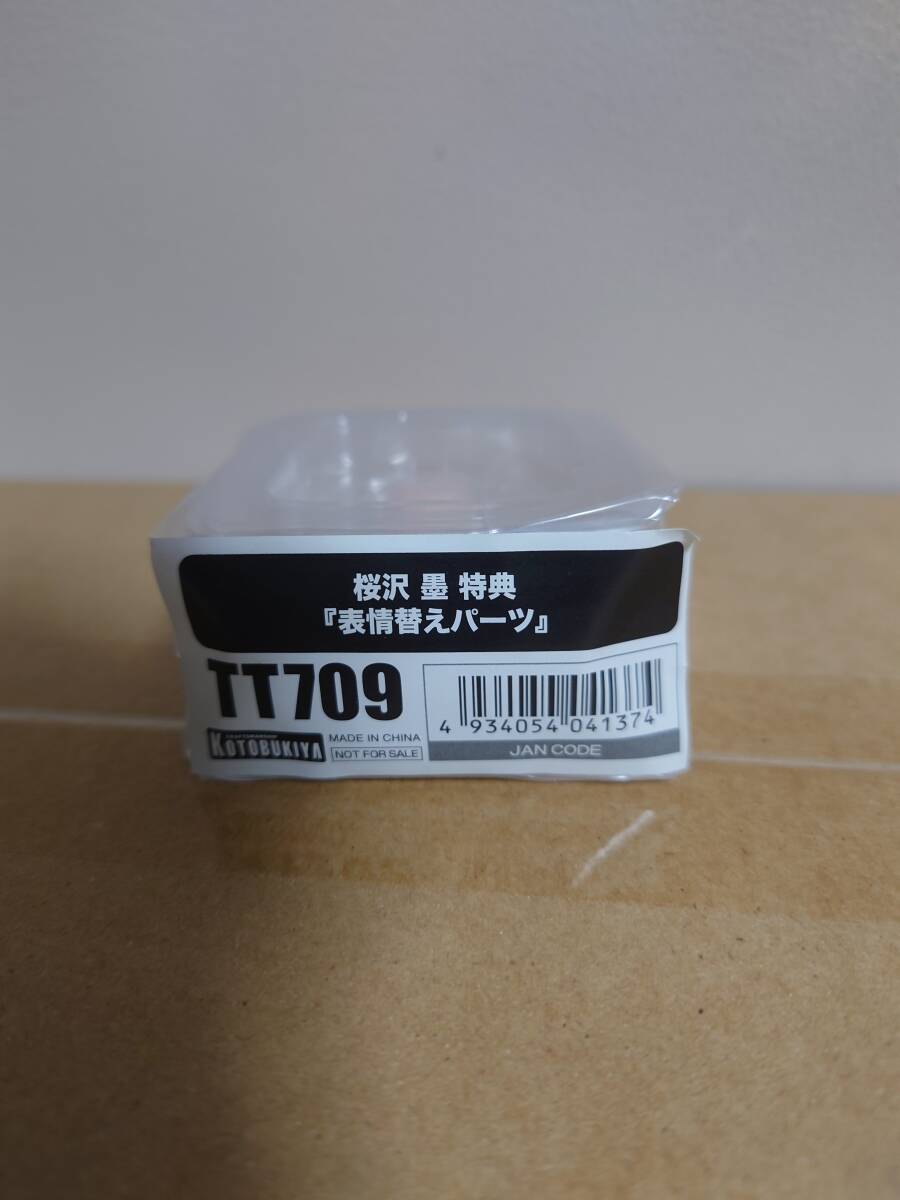 桜沢 墨 特典
『表情替えパーツ』
TT709
4 934054 041374
CRAFTSMANSHIP
KOTOBUKIYA
MADE IN CHINA
NOT FOR SALE
JAN CODE